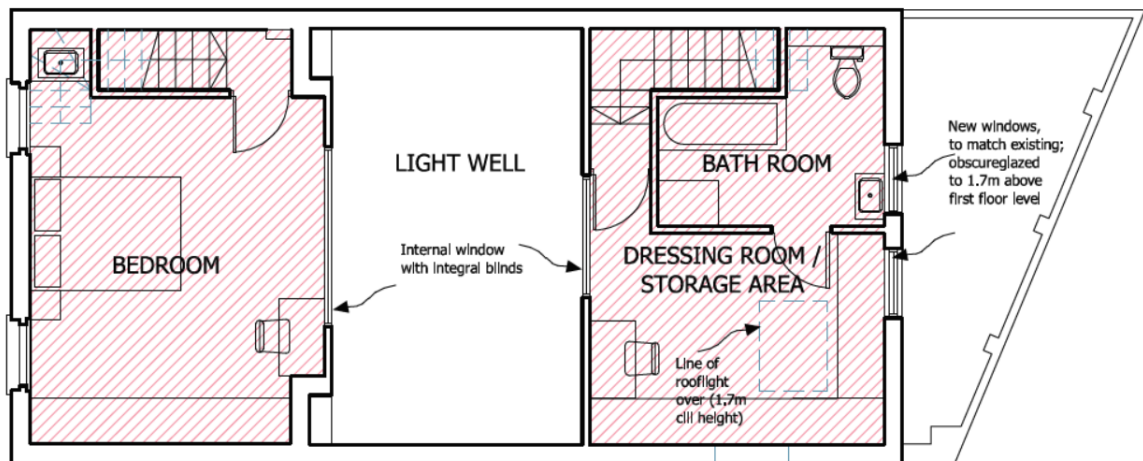 BEDROOM
LIGHT WELL
Internal window
with integral blinds
BATH ROOM
DRESSING ROOM /
STORAGE AREA
Line of
rooflight
over (1.7m
cill height)
New windows,
to match existing;
obscureglazed
to 1.7m above
first floor level